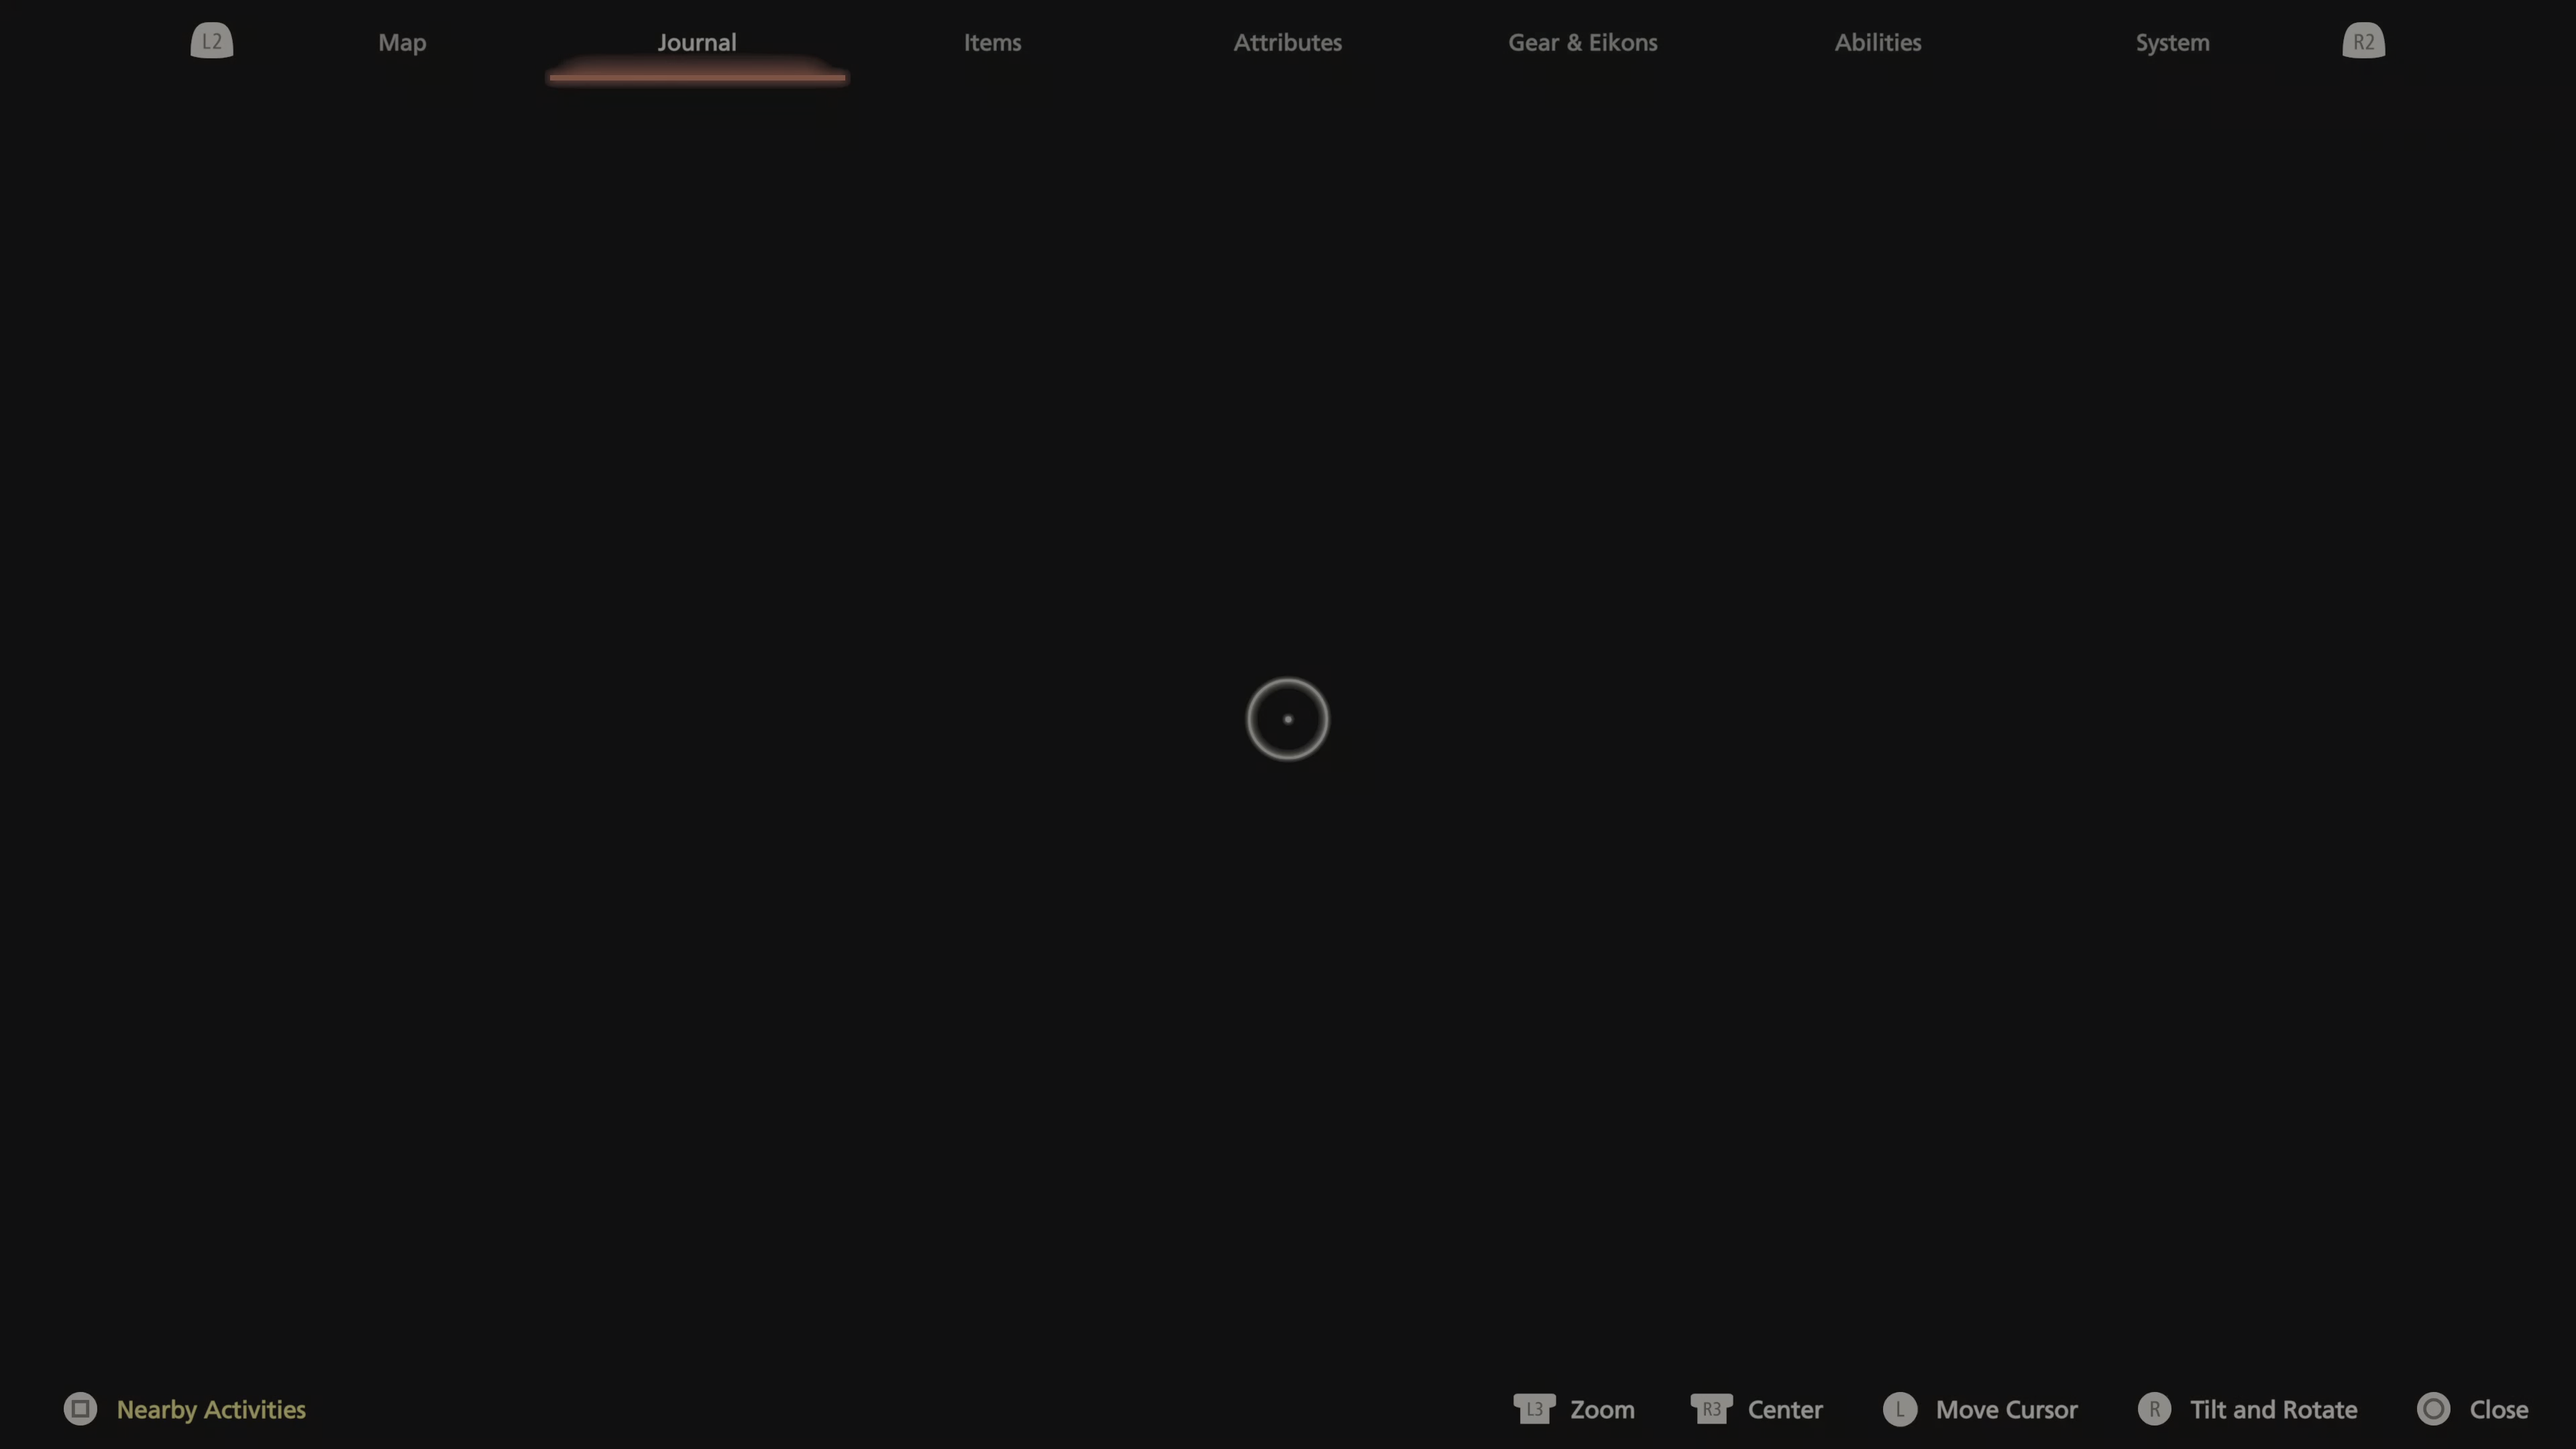 L2 Map Journal Items Attributes Gear & Eikons Abilities System R2
Nearby Activities L3 Zoom R3 Center L Move Cursor R Tilt and Rotate Close